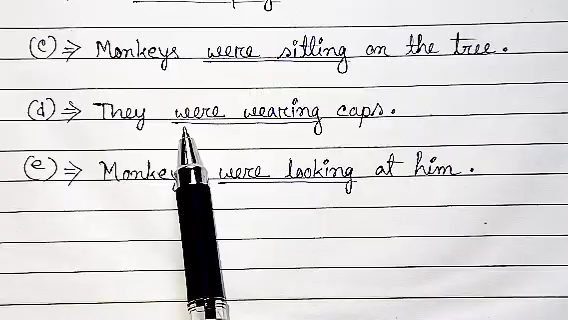 (c) ⇒ Monkeys were sitting on the tree.
(d) ⇒ They were wearing caps.
(e) ⇒ Monkeys were looking at him.